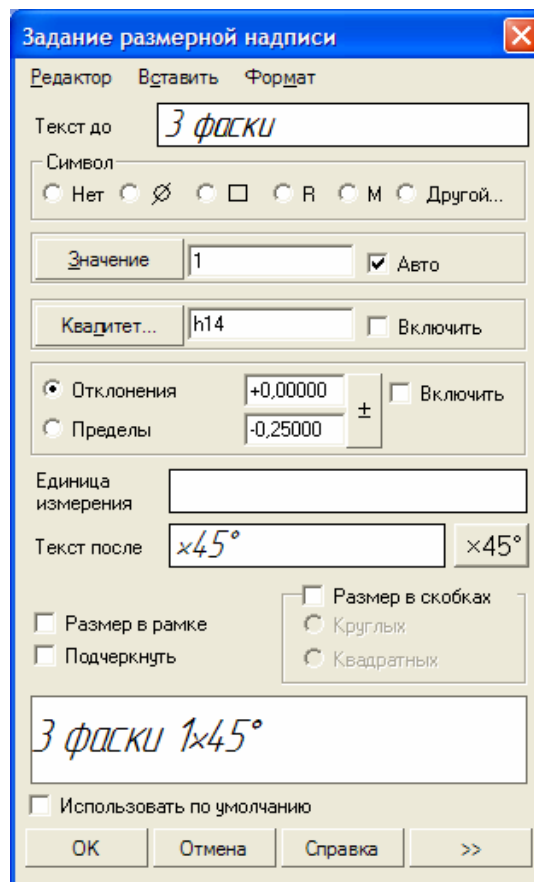 Задание размерной надписи
Редактор Вставить Формат
Текст до 3 фаски
Символ
Нет Ø □ R М Другой...
Значение 1 Авто
Квалитет... h14 Включить
Отклонения +0,00000 ± Включить
Пределы -0,25000
Единица
измерения
Текст после ×45° ×45°
Размер в скобках
Размер в рамке Круглых
Подчеркнуть Квадратных
3 фаски 1×45°
Использовать по умолчанию
OK Отмена Справка >>